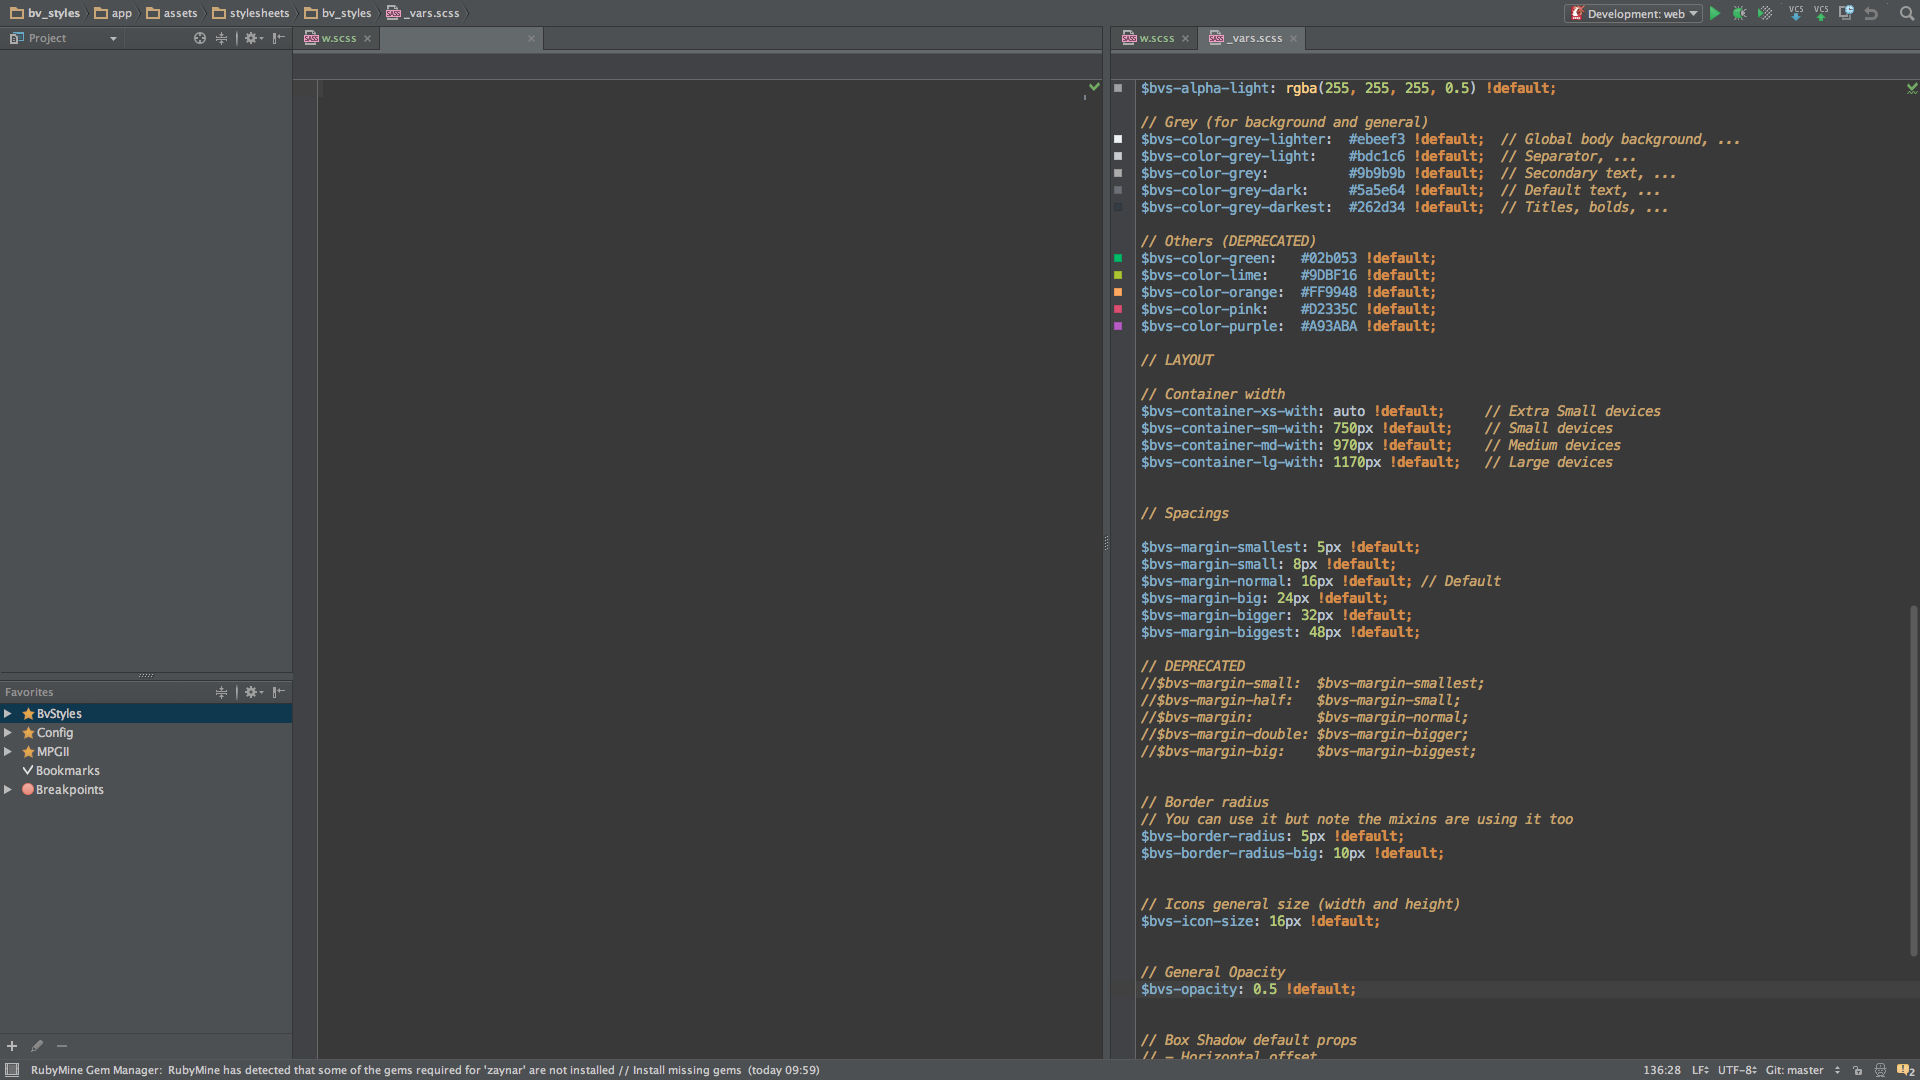 bv_styles app assets stylesheets bv_styles _vars.scss
Development: web
VCS VCS
Project
w.scss
w.scss _vars.scss
$bvs-alpha-light: rgba(255, 255, 255, 0.5) !default;
// Grey (for background and general)
$bvs-color-grey-lighter: #ebeef3 !default; // Global body background, ...
$bvs-color-grey-light: #bdc1c6 !default; // Separator, ...
$bvs-color-grey: #9b9b9b !default; // Secondary text, ...
$bvs-color-grey-dark: #5a5e64 !default; // Default text, ...
$bvs-color-grey-darkest: #262d34 !default; // Titles, bolds, ...
// Others (DEPRECATED)
$bvs-color-green: #02b053 !default;
$bvs-color-lime: #9DBF16 !default;
$bvs-color-orange: #FF9948 !default;
$bvs-color-pink: #D2335C !default;
$bvs-color-purple: #A93ABA !default;
// LAYOUT
// Container width
$bvs-container-xs-with: auto !default; // Extra Small devices
$bvs-container-sm-with: 750px !default; // Small devices
$bvs-container-md-with: 970px !default; // Medium devices
$bvs-container-lg-with: 1170px !default; // Large devices
// Spacings
$bvs-margin-smallest: 5px !default;
$bvs-margin-small: 8px !default;
$bvs-margin-normal: 16px !default; // Default
$bvs-margin-big: 24px !default;
$bvs-margin-bigger: 32px !default;
$bvs-margin-biggest: 48px !default;
// DEPRECATED
//$bvs-margin-small: $bvs-margin-smallest;
//$bvs-margin-half: $bvs-margin-small;
//$bvs-margin: $bvs-margin-normal;
//$bvs-margin-double: $bvs-margin-bigger;
//$bvs-margin-big: $bvs-margin-biggest;
// Border radius
// You can use it but note the mixins are using it too
$bvs-border-radius: 5px !default;
$bvs-border-radius-big: 10px !default;
// Icons general size (width and height)
$bvs-icon-size: 16px !default;
// General Opacity
$bvs-opacity: 0.5 !default;
// Box Shadow default props
// - Horizontal offset
Favorites
BvStyles
Config
MPGII
Bookmarks
Breakpoints
RubyMine Gem Manager: RubyMine has detected that some of the gems required for 'zaynar' are not installed // Install missing gems (today 09:59)
136:28 LF UTF-8 Git: master 2